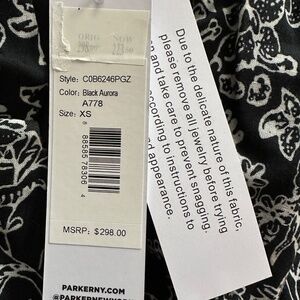 ORIG NOW
Style: C0B6246PGZ
Color: Black Aurora
A778
Size: XS
MSRP: $298.00
PARKERNY.COM
Due to the delicate nature of this fabric,
please remove all jewelry before trying
and take care to prevent snagging.
according to instructions to
appearance.